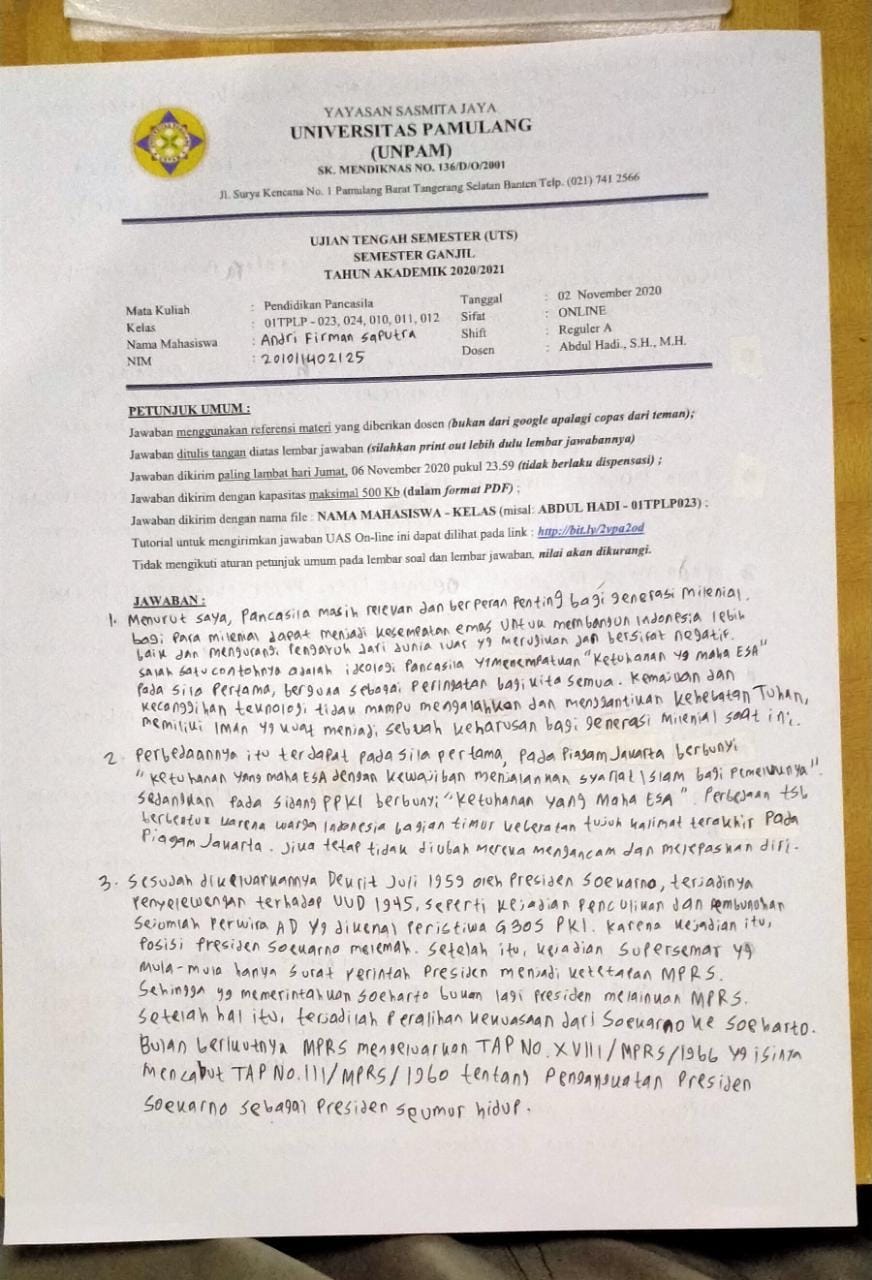 YAYASAN SASMITA JAYA
UNIVERSITAS PAMULANG
(UNPAM)
SK. MENDIKNAS NO. 136/D/O/2001
Jl. Surya Kencana No. 1 Pamulang Barat Tangerang Selatan Banten Telp. (021) 741 2566
UJIAN TENGAH SEMESTER (UTS)
SEMESTER GANJIL
TAHUN AKADEMIK 2020/2021
Mata Kuliah : Pendidikan Pancasila Tanggal : 02 November 2020
Kelas : 01TPLP - 023, 024, 010, 011, 012 Sifat : ONLINE
Nama Mahasiswa : Andri Firman Saputra Shift : Reguler A
NIM : 201011402125 Dosen : Abdul Hadi., S.H., M.H.
PETUNJUK UMUM :
Jawaban menggunakan referensi materi yang diberikan dosen (bukan dari google apalagi copas dari teman);
Jawaban ditulis tangan diatas lembar jawaban (silahkan print out lebih dulu lembar jawabannya)
Jawaban dikirim paling lambat hari Jumat, 06 November 2020 pukul 23.59 (tidak berlaku dispensasi) ;
Jawaban dikirim dengan kapasitas maksimal 500 Kb (dalam format PDF) ;
Jawaban dikirim dengan nama file : NAMA MAHASISWA - KELAS (misal: ABDUL HADI - 01TPLP023) ;
Tutorial untuk mengirimkan jawaban UAS On-line ini dapat dilihat pada link : http://bit.ly/2vpa2od
Tidak mengikuti aturan petunjuk umum pada lembar soal dan lembar jawaban, nilai akan dikurangi.
JAWABAN :
1. Menurut saya, Pancasila masih relevan dan berperan penting bagi generasi milenial.
bagi para milenial dapat menjadi kesempatan emas untuk membangun Indonesia lebih
baik dan mengurangi pengaruh dari dunia luar yg merugikan dan bersifat negatif.
salah satu contohnya adalah ideologi Pancasila yg menempatkan "Ketuhanan yg maha ESA"
pada sila pertama, berguna sebagai peringatan bagi kita semua. Kemajuan dan
kecanggihan teknologi tidak mampu mengalahkan dan menggantikan kehebatan Tuhan,
memiliki iman yg kuat menjadi sebuah keharusan bagi generasi milenial saat ini.
2. Perbedaannya itu terdapat pada sila pertama, pada Piagam Jakarta berbunyi
"Ketuhanan yang maha ESA dengan kewajiban menjalankan syariat Islam bagi pemeluknya".
Sedangkan pada sidang PPKI berbunyi "Ketuhanan yang Maha ESA". Perbedaan tsb
berbentuk karena warga Indonesia bagian timur keberatan tujuh kalimat terakhir pada
Piagam Jakarta. Jika tetap tidak diubah mereka mengancam dan melepaskan diri.
3. Sesudah dikeluarkannya Dekrit Juli 1959 oleh Presiden Soekarno, terjadinya
Penyelewengan terhadap UUD 1945. seperti kejadian penculikan dan pembunuhan
Sejumlah Perwira AD yg dikenal Peristiwa G30S PKI. Karena kejadian itu,
posisi Presiden Soekarno melemah. Setelah itu, kejadian Supersemar yg
mula-mula hanya surat perintah Presiden menjadi ketetapan MPRS.
Sehingga yg memerintahkan Soeharto bukan lagi presiden melainkan MPRS.
Setelah hal itu, terjadilah Peralihan kekuasaan dari Soekarno ke Soeharto.
Bulan berikutnya MPRS mengeluarkan TAP No. XVIII/MPRS/1966 yg isinya
mencabut TAP No. III/MPRS/1960 tentang Pengangkatan Presiden
Soekarno sebagai Presiden seumur hidup.